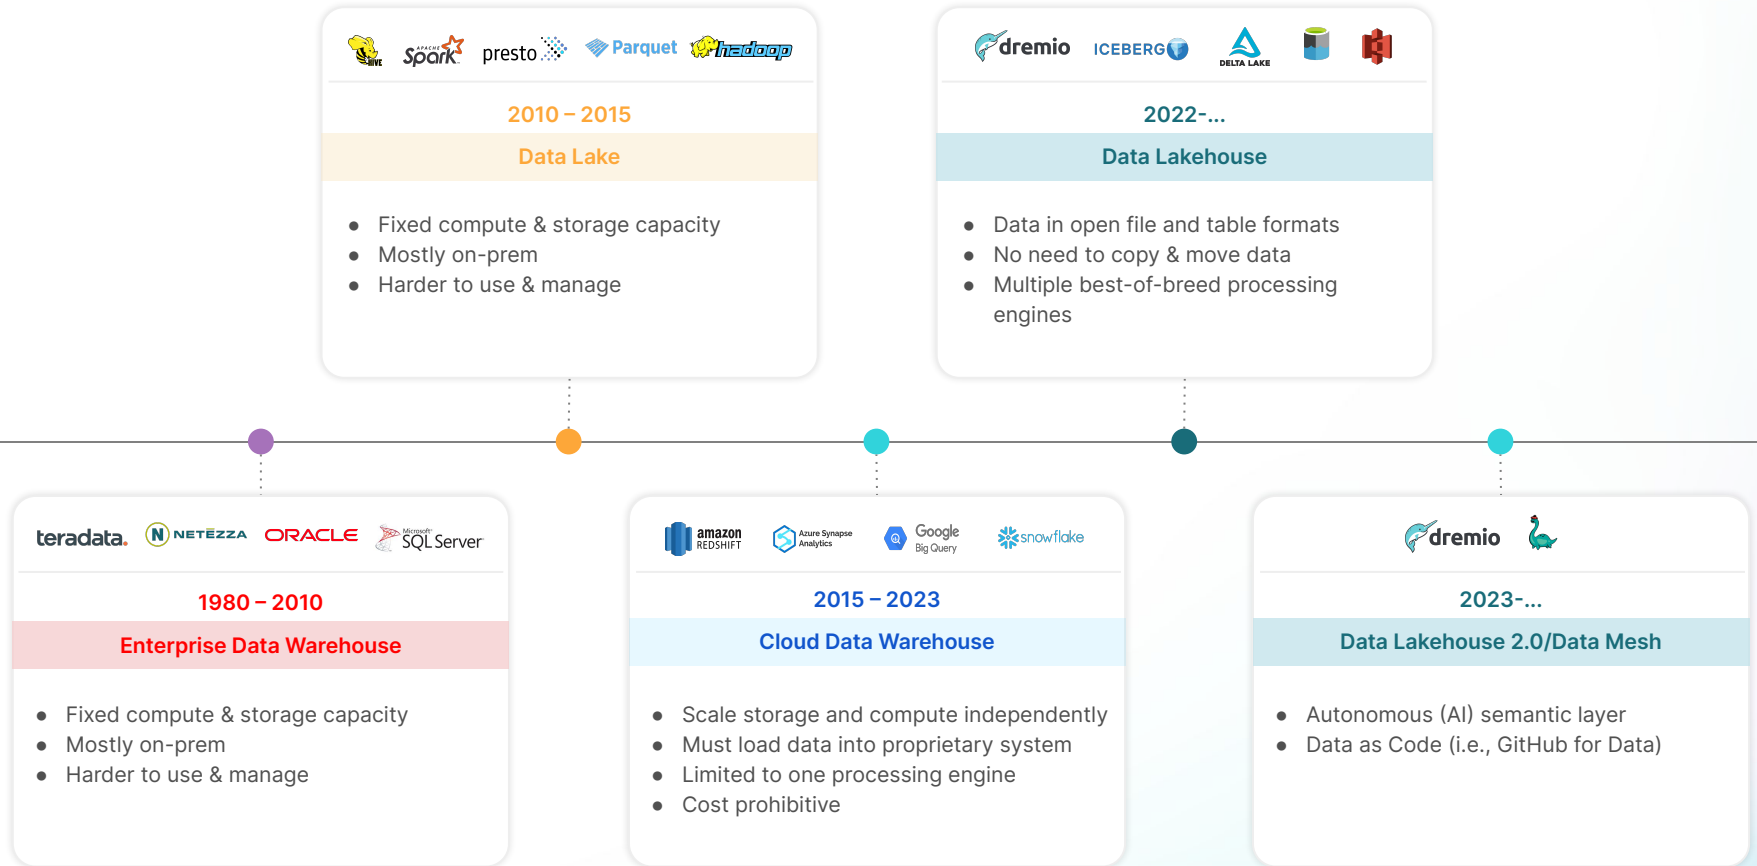 HIVE
APACHE
Spark
presto
Parquet
hadoop
2010 – 2015
Data Lake
● Fixed compute & storage capacity
● Mostly on-prem
● Harder to use & manage
dremio
ICEBERG
DELTA LAKE
2022-...
Data Lakehouse
● Data in open file and table formats
● No need to copy & move data
● Multiple best-of-breed processing
engines
teradata.
N NETEZZA
ORACLE
Microsoft
SQL Server
1980 – 2010
Enterprise Data Warehouse
● Fixed compute & storage capacity
● Mostly on-prem
● Harder to use & manage
amazon
REDSHIFT
Azure Synapse
Analytics
Google
Big Query
snowflake
2015 – 2023
Cloud Data Warehouse
● Scale storage and compute independently
● Must load data into proprietary system
● Limited to one processing engine
● Cost prohibitive
dremio
2023-...
Data Lakehouse 2.0/Data Mesh
● Autonomous (AI) semantic layer
● Data as Code (i.e., GitHub for Data)